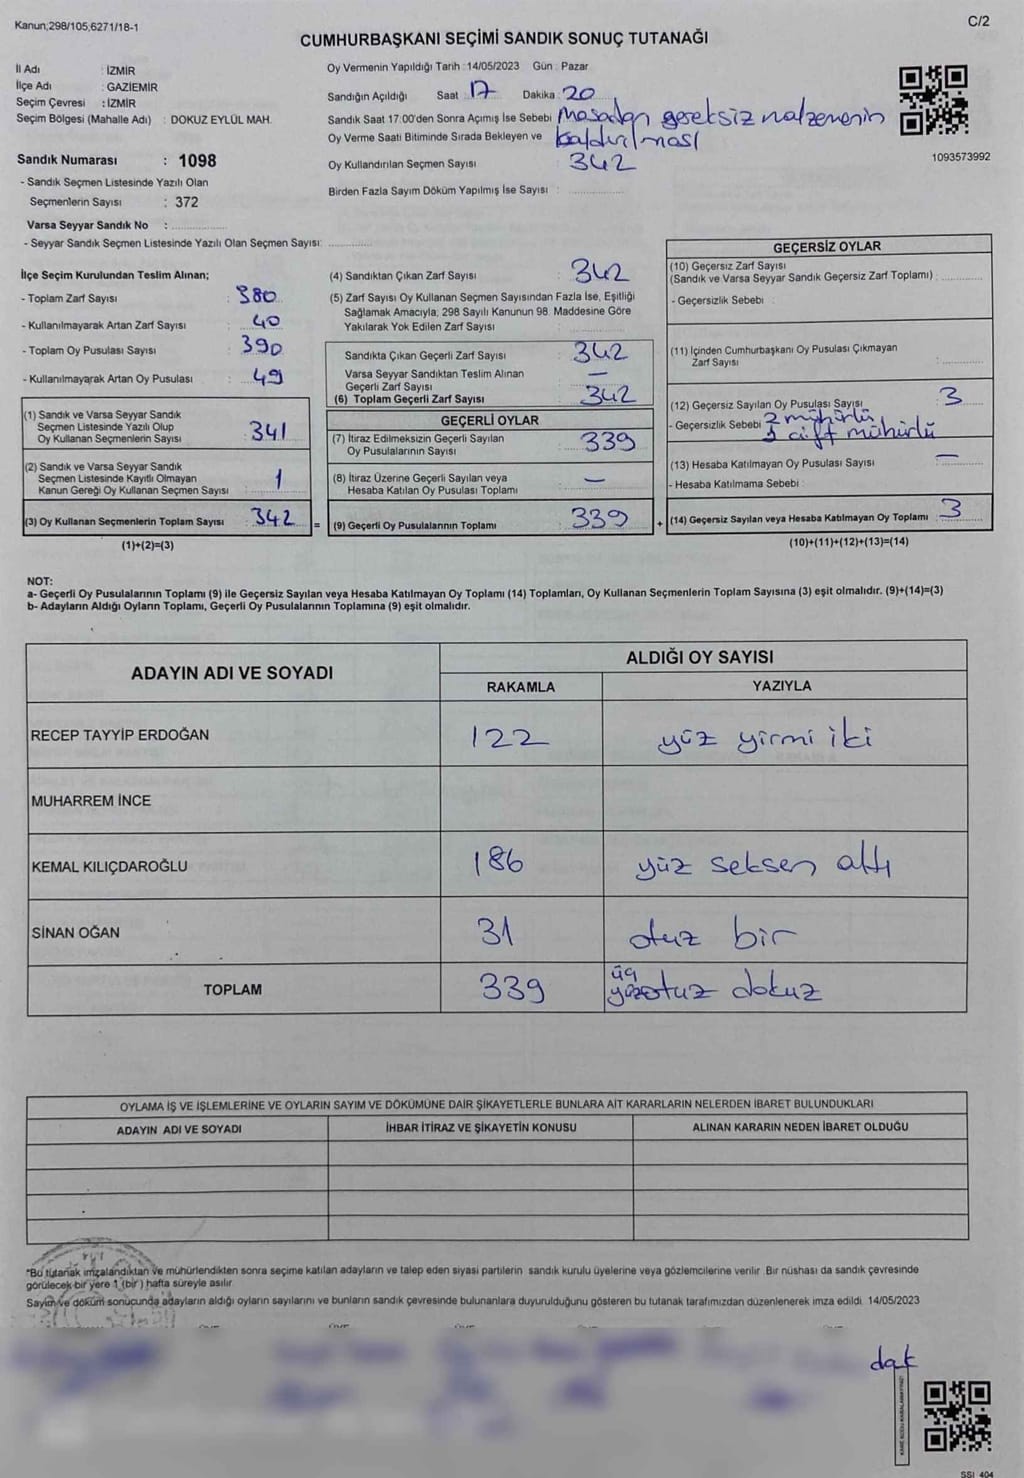 Kanun;298/105,6271/18-1
C/2
CUMHURBAŞKANI SEÇİMİ SANDIK SONUÇ TUTANAĞI
İl Adı : İZMİR
İlçe Adı : GAZİEMİR
Seçim Çevresi : İZMİR
Seçim Bölgesi (Mahalle Adı) : DOKUZ EYLÜL MAH.
Sandık Numarası : 1098
- Sandık Seçmen Listesinde Yazılı Olan
Seçmenlerin Sayısı : 372
Varsa Seyyar Sandık No :
- Seyyar Sandık Seçmen Listesinde Yazılı Olan Seçmen Sayısı:
Oy Vermenin Yapıldığı Tarih :14/05/2023 Gün : Pazar
Sandığın Açıldığı Saat : 17 Dakika : 20
Sandık Saat 17:00'den Sonra Açımış İse Sebebi Masadan gereksiz malzemenin
Oy Verme Saati Bitiminde Sırada Bekleyen ve kaldırılması
Oy Kullandırılan Seçmen Sayısı : 342
Birden Fazla Sayım Döküm Yapılmış İse Sayısı :
1093573992
İlçe Seçim Kurulundan Teslim Alınan;
- Toplam Zarf Sayısı : 380
- Kullanılmayarak Artan Zarf Sayısı : 40
- Toplam Oy Pusulası Sayısı : 390
- Kullanılmayarak Artan Oy Pusulası : 49
(1) Sandık ve Varsa Seyyar Sandık
Seçmen Listesinde Yazılı Olup
Oy Kullanan Seçmenlerin Sayısı : 341
(2) Sandık ve Varsa Seyyar Sandık
Seçmen Listesinde Kayıtlı Olmayan
Kanun Gereği Oy Kullanan Seçmen Sayısı : 1
(3) Oy Kullanan Seçmenlerin Toplam Sayısı : 342 =
(1)+(2)=(3)
(4) Sandıktan Çıkan Zarf Sayısı : 342
(5) Zarf Sayısı Oy Kullanan Seçmen Sayısından Fazla İse, Eşitliği
Sağlamak Amacıyla, 298 Sayılı Kanunun 98. Maddesine Göre
Yakılarak Yok Edilen Zarf Sayısı :
Sandıkta Çıkan Geçerli Zarf Sayısı : 342
Varsa Seyyar Sandıktan Teslim Alınan
Geçerli Zarf Sayısı : —
(6) Toplam Geçerli Zarf Sayısı : 342
GEÇERLİ OYLAR
(7) İtiraz Edilmeksizin Geçerli Sayılan
Oy Pusulalarının Sayısı : 339
(8) İtiraz Üzerine Geçerli Sayılan veya
Hesaba Katılan Oy Pusulası Toplamı : —
(9) Geçerli Oy Pusulalarının Toplamı : 339 +
GEÇERSİZ OYLAR
(10) Geçersiz Zarf Sayısı
(Sandık ve Varsa Seyyar Sandık Geçersiz Zarf Toplamı) :
- Geçersizlik Sebebi :
(11) İçinden Cumhurbaşkanı Oy Pusulası Çıkmayan
Zarf Sayısı :
(12) Geçersiz Sayılan Oy Pusulası Sayısı : 3
- Geçersizlik Sebebi 2 mühürlü
1 çift mühürlü
(13) Hesaba Katılmayan Oy Pusulası Sayısı : —
- Hesaba Katılmama Sebebi :
(14) Geçersiz Sayılan veya Hesaba Katılmayan Oy Toplamı : 3
(10)+(11)+(12)+(13)=(14)
NOT:
a- Geçerli Oy Pusulalarının Toplamı (9) ile Geçersiz Sayılan veya Hesaba Katılmayan Oy Toplamı (14) Toplamları, Oy Kullanan Seçmenlerin Toplam Sayısına (3) eşit olmalıdır. (9)+(14)=(3)
b- Adayların Aldığı Oyların Toplamı, Geçerli Oy Pusulalarının Toplamına (9) eşit olmalıdır.
ADAYIN ADI VE SOYADI ALDIĞI OY SAYISI
RAKAMLA YAZIYLA
RECEP TAYYİP ERDOĞAN 122 yüz yirmi iki
MUHARREM İNCE
KEMAL KILIÇDAROĞLU 186 yüz seksen altı
SİNAN OĞAN 31 otuz bir
TOPLAM 339 üç yüzotuz dokuz
OYLAMA İŞ VE İŞLEMLERİNE VE OYLARIN SAYIM VE DÖKÜMÜNE DAİR ŞİKAYETLERLE BUNLARA AİT KARARLARIN NELERDEN İBARET BULUNDUKLARI
ADAYIN ADI VE SOYADI İHBAR İTİRAZ VE ŞİKAYETİN KONUSU ALINAN KARARIN NEDEN İBARET OLDUĞU
*Bu tutanak imzalandıktan ve mühürlendikten sonra seçime katılan adayların ve talep eden siyasi partilerin sandık kurulu üyelerine veya gözlemcilerine verilir. Bir nüshası da sandık çevresinde
görülecek bir yere 1 (bir ) hafta süreyle asılır.
Sayım ve döküm sonucunda adayların aldığı oyların sayılarını ve bunların sandık çevresinde bulunanlara duyurulduğunu gösteren bu tutanak tarafımızdan düzenlenerek imza edildi. 14/05/2023
dak
SSI 404